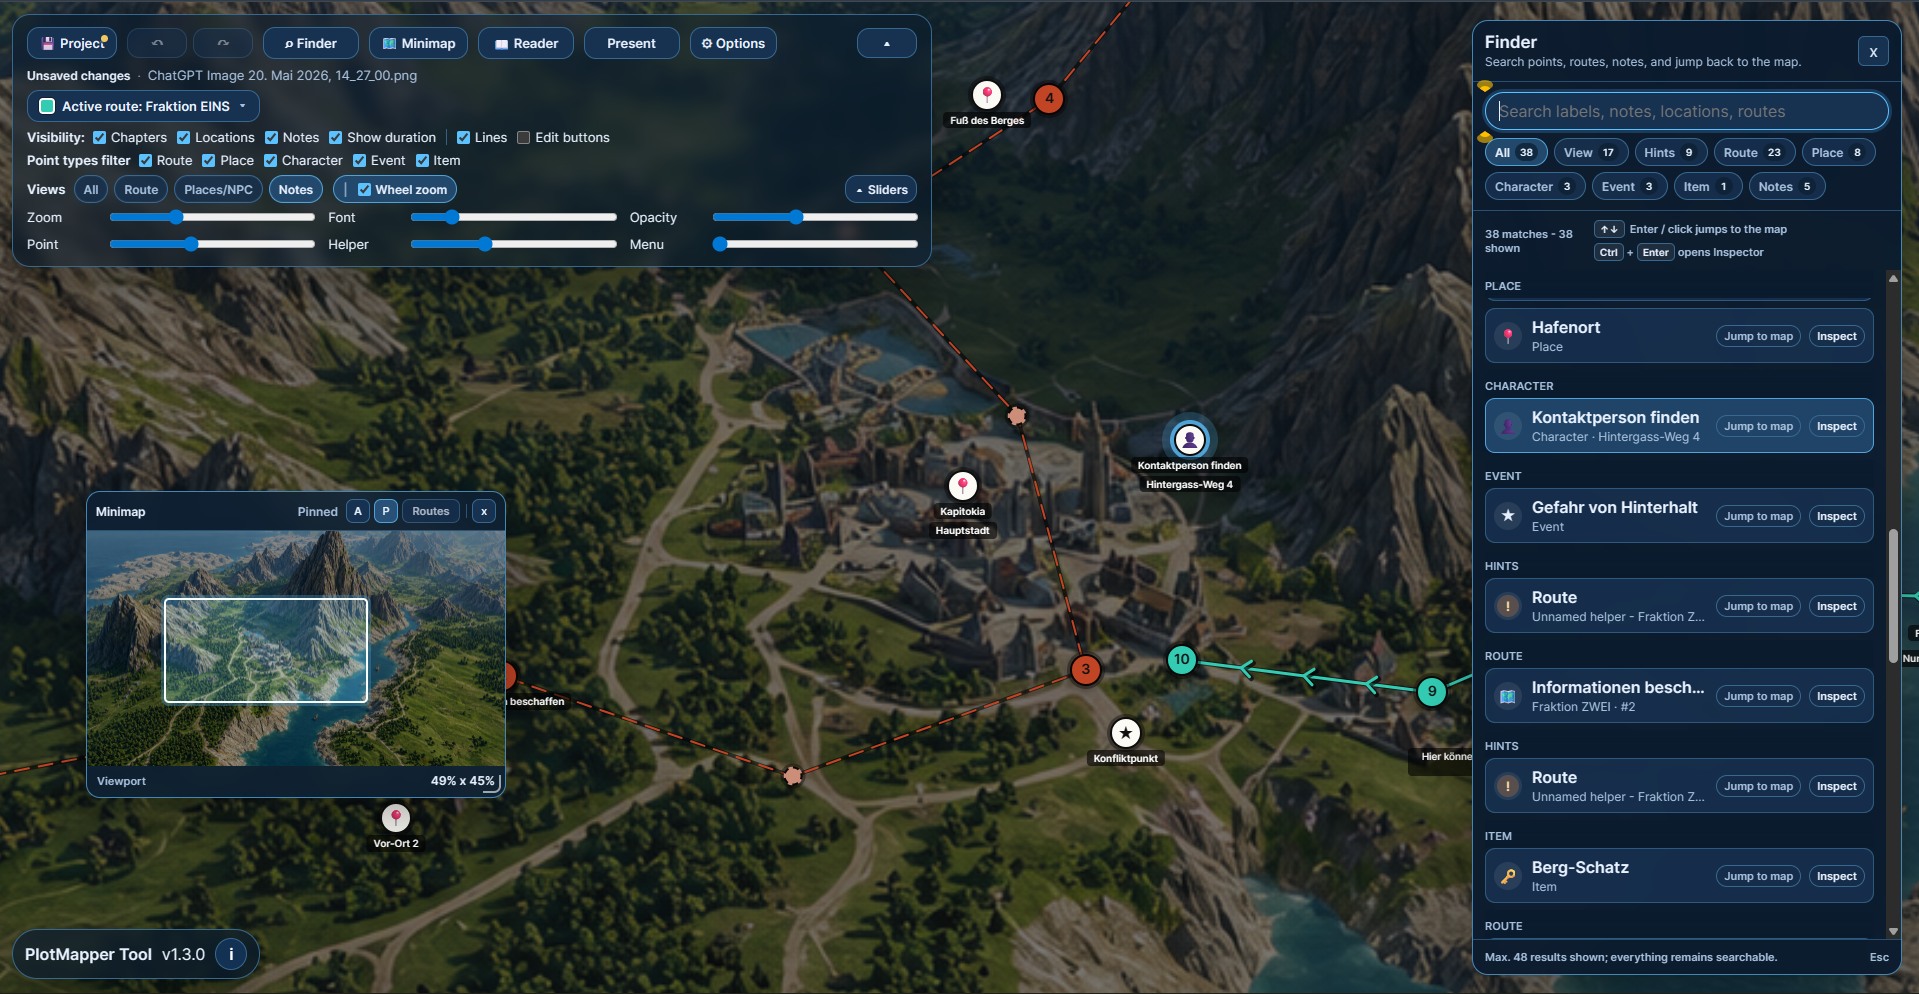 Project
Finder
Minimap
Reader
Present
Options
Unsaved changes · ChatGPT Image 20. Mai 2026, 14_27_00.png
Active route: Fraktion EINS
Visibility: Chapters Locations Notes Show duration Lines Edit buttons
Point types filter Route Place Character Event Item
Views All Route Places/NPC Notes | Wheel zoom Sliders
Zoom Font Opacity
Point Helper Menu
4
Fuß des Berges
Kontaktperson finden
Hintergass-Weg 4
Kapitokia
Hauptstadt
3
10
9
beschaffen
Konfliktpunkt
Hier könne
Vor-Ort 2
Minimap Pinned A P Routes x
Viewport 49% x 45%
PlotMapper Tool v1.3.0 i
Finder
Search points, routes, notes, and jump back to the map.
X
Search labels, notes, locations, routes
All 38 View 17 Hints 9 Route 23 Place 8
Character 3 Event 3 Item 1 Notes 5
38 matches - 38 shown
↑↓ Enter / click jumps to the map
Ctrl + Enter opens Inspector
PLACE
Hafenort
Place
Jump to map Inspect
CHARACTER
Kontaktperson finden
Character · Hintergass-Weg 4
Jump to map Inspect
EVENT
Gefahr von Hinterhalt
Event
Jump to map Inspect
HINTS
! Route
Unnamed helper - Fraktion Z...
Jump to map Inspect
ROUTE
Informationen besch...
Fraktion ZWEI · #2
Jump to map Inspect
HINTS
! Route
Unnamed helper - Fraktion Z...
Jump to map Inspect
ITEM
Berg-Schatz
Item
Jump to map Inspect
ROUTE
Max. 48 results shown; everything remains searchable.
Esc